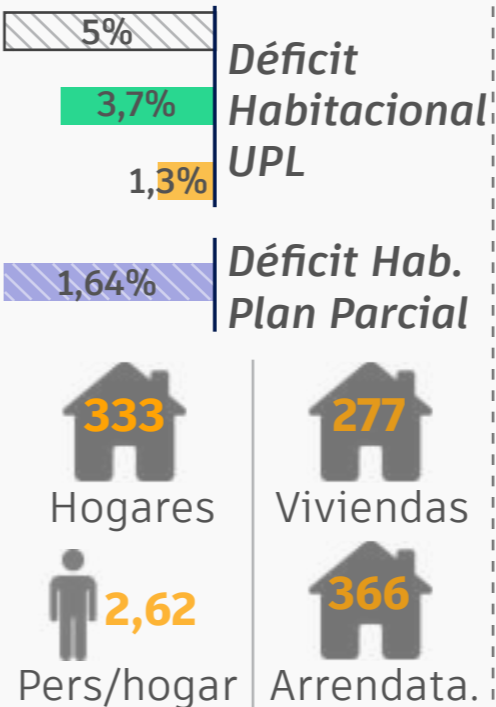 5%
Déficit
3,7%
Habitacional
UPL
1,3%
Déficit Hab.
1,64%
Plan Parcial
333
277
Hogares
Viviendas
2,62
366
Pers/hogar
Arrendata.